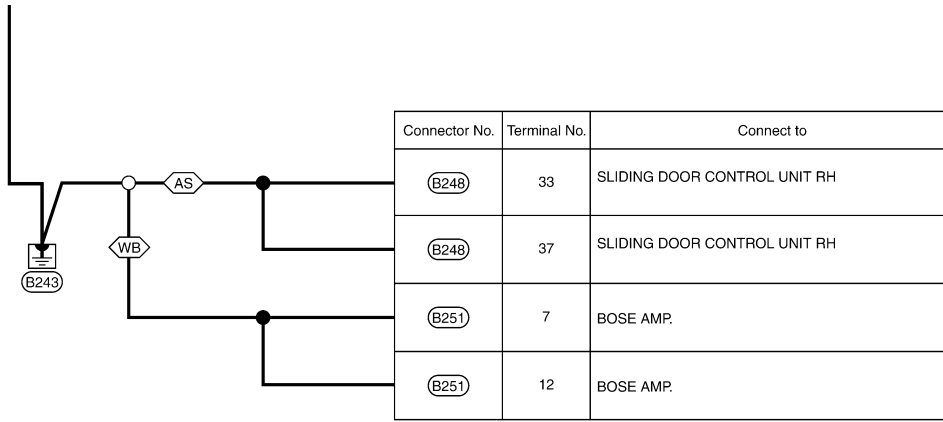 Connector No. Terminal No. Connect to
AS B248 33 SLIDING DOOR CONTROL UNIT RH
WB B248 37 SLIDING DOOR CONTROL UNIT RH
B243
B251 7 BOSE AMP.
B251 12 BOSE AMP.